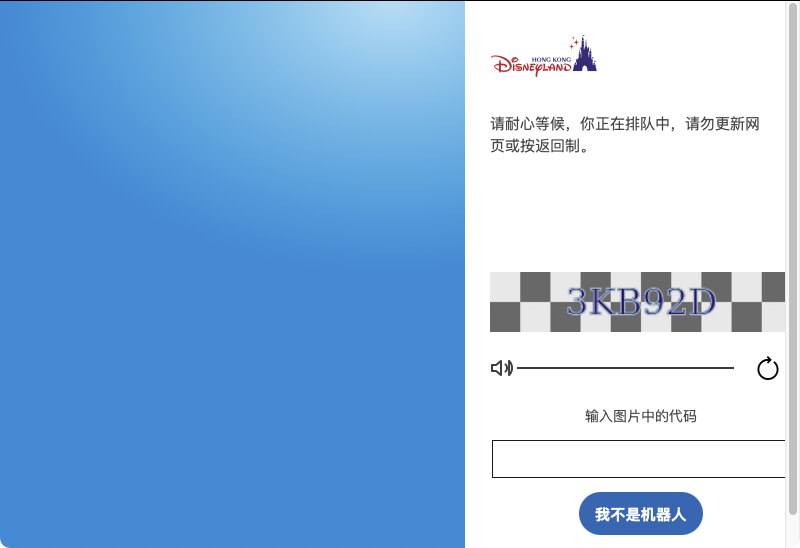 HONG KONG
DISNEYLAND
请耐心等候，你正在排队中，请勿更新网
页或按返回制。
3KB92D
输入图片中的代码
我不是机器人